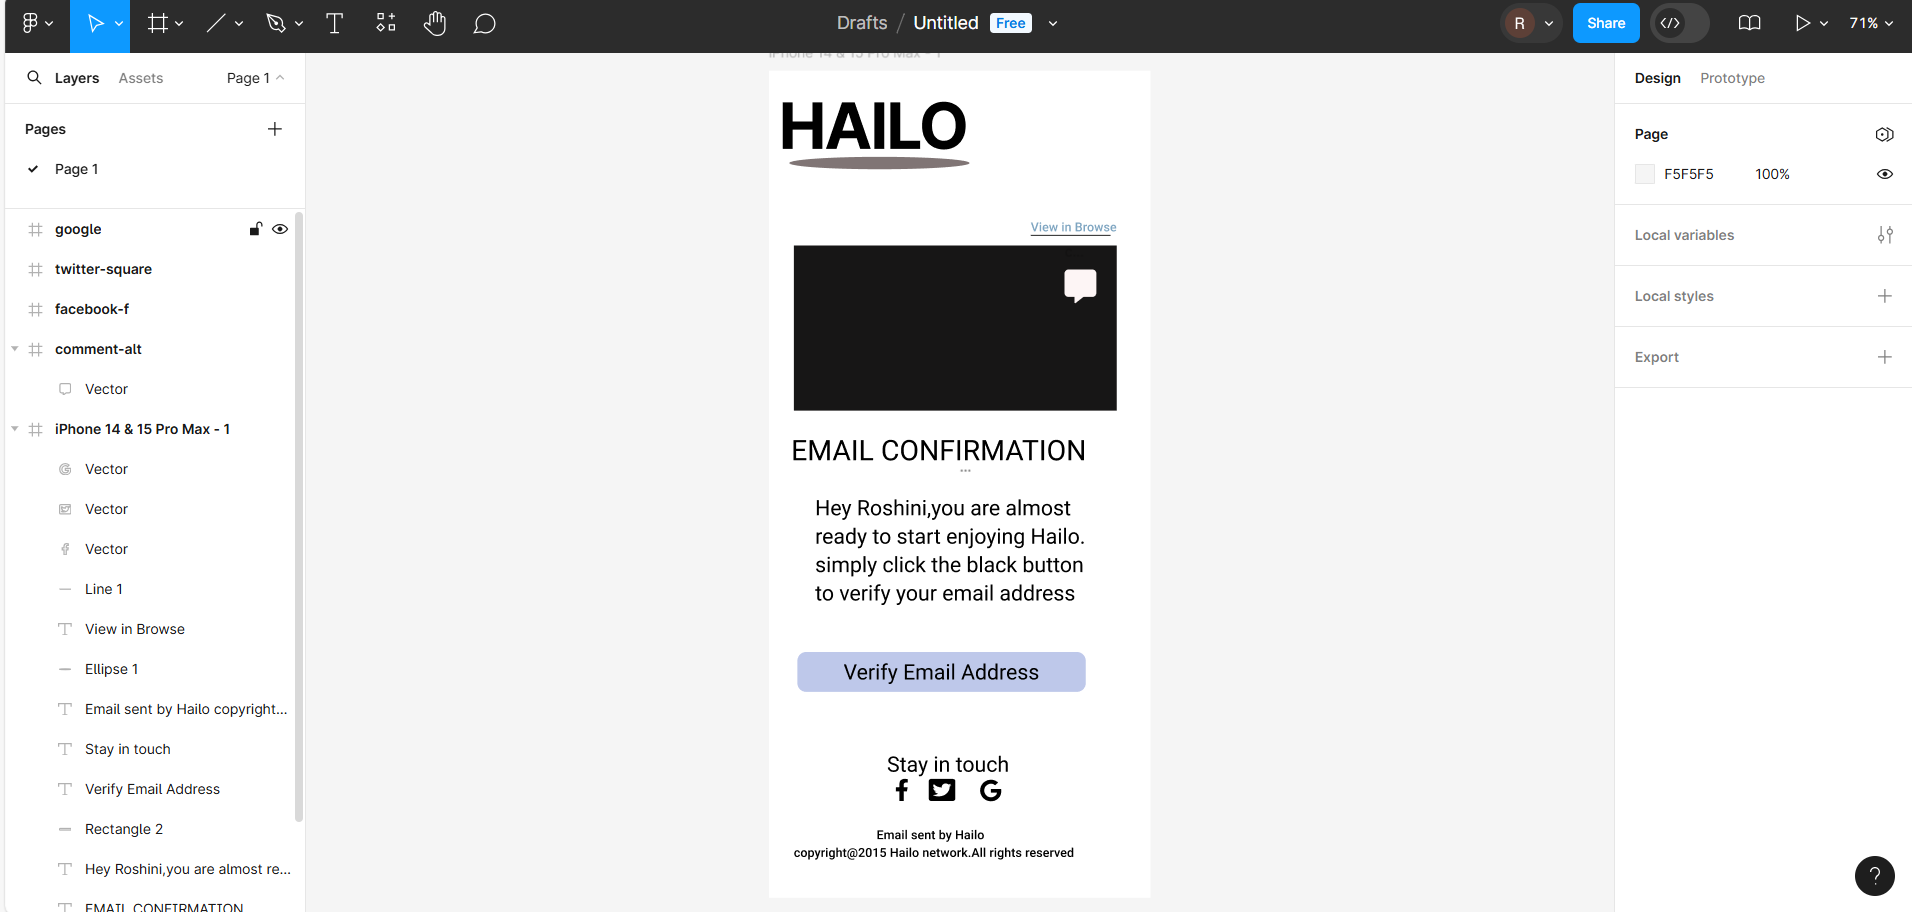 Drafts / Untitled Free
R
Share
</>
71%
Layers Assets Page 1
Pages
Page 1
google
twitter-square
facebook-f
comment-alt
Vector
iPhone 14 & 15 Pro Max - 1
Vector
Vector
Vector
Line 1
View in Browse
Ellipse 1
Email sent by Hailo copyright...
Stay in touch
Verify Email Address
Rectangle 2
Hey Roshini,you are almost re...
EMAIL CONFIRMATION
iPhone 14 & 15 Pro Max - 1
HAILO
View in Browse
EMAIL CONFIRMATION
...
Hey Roshini,you are almost
ready to start enjoying Hailo.
simply click the black button
to verify your email address
Verify Email Address
Stay in touch
Email sent by Hailo
copyright@2015 Hailo network.All rights reserved
Design Prototype
Page
F5F5F5 100%
Local variables
Local styles
Export
?